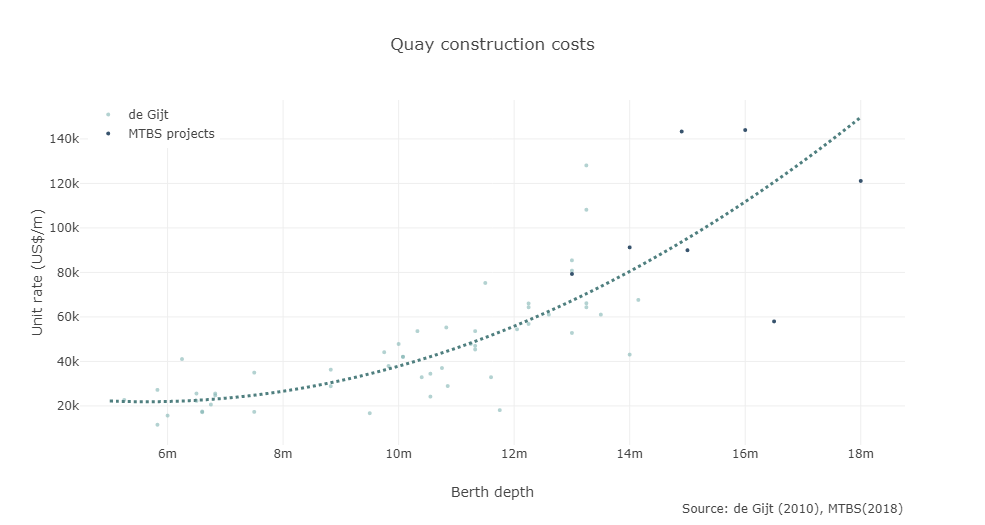 Quay construction costs
de Gijt
MTBS projects
140k
120k
100k
80k
60k
40k
20k
Unit rate (US$/m)
6m 8m 10m 12m 14m 16m 18m
Berth depth
Source: de Gijt (2010), MTBS(2018)